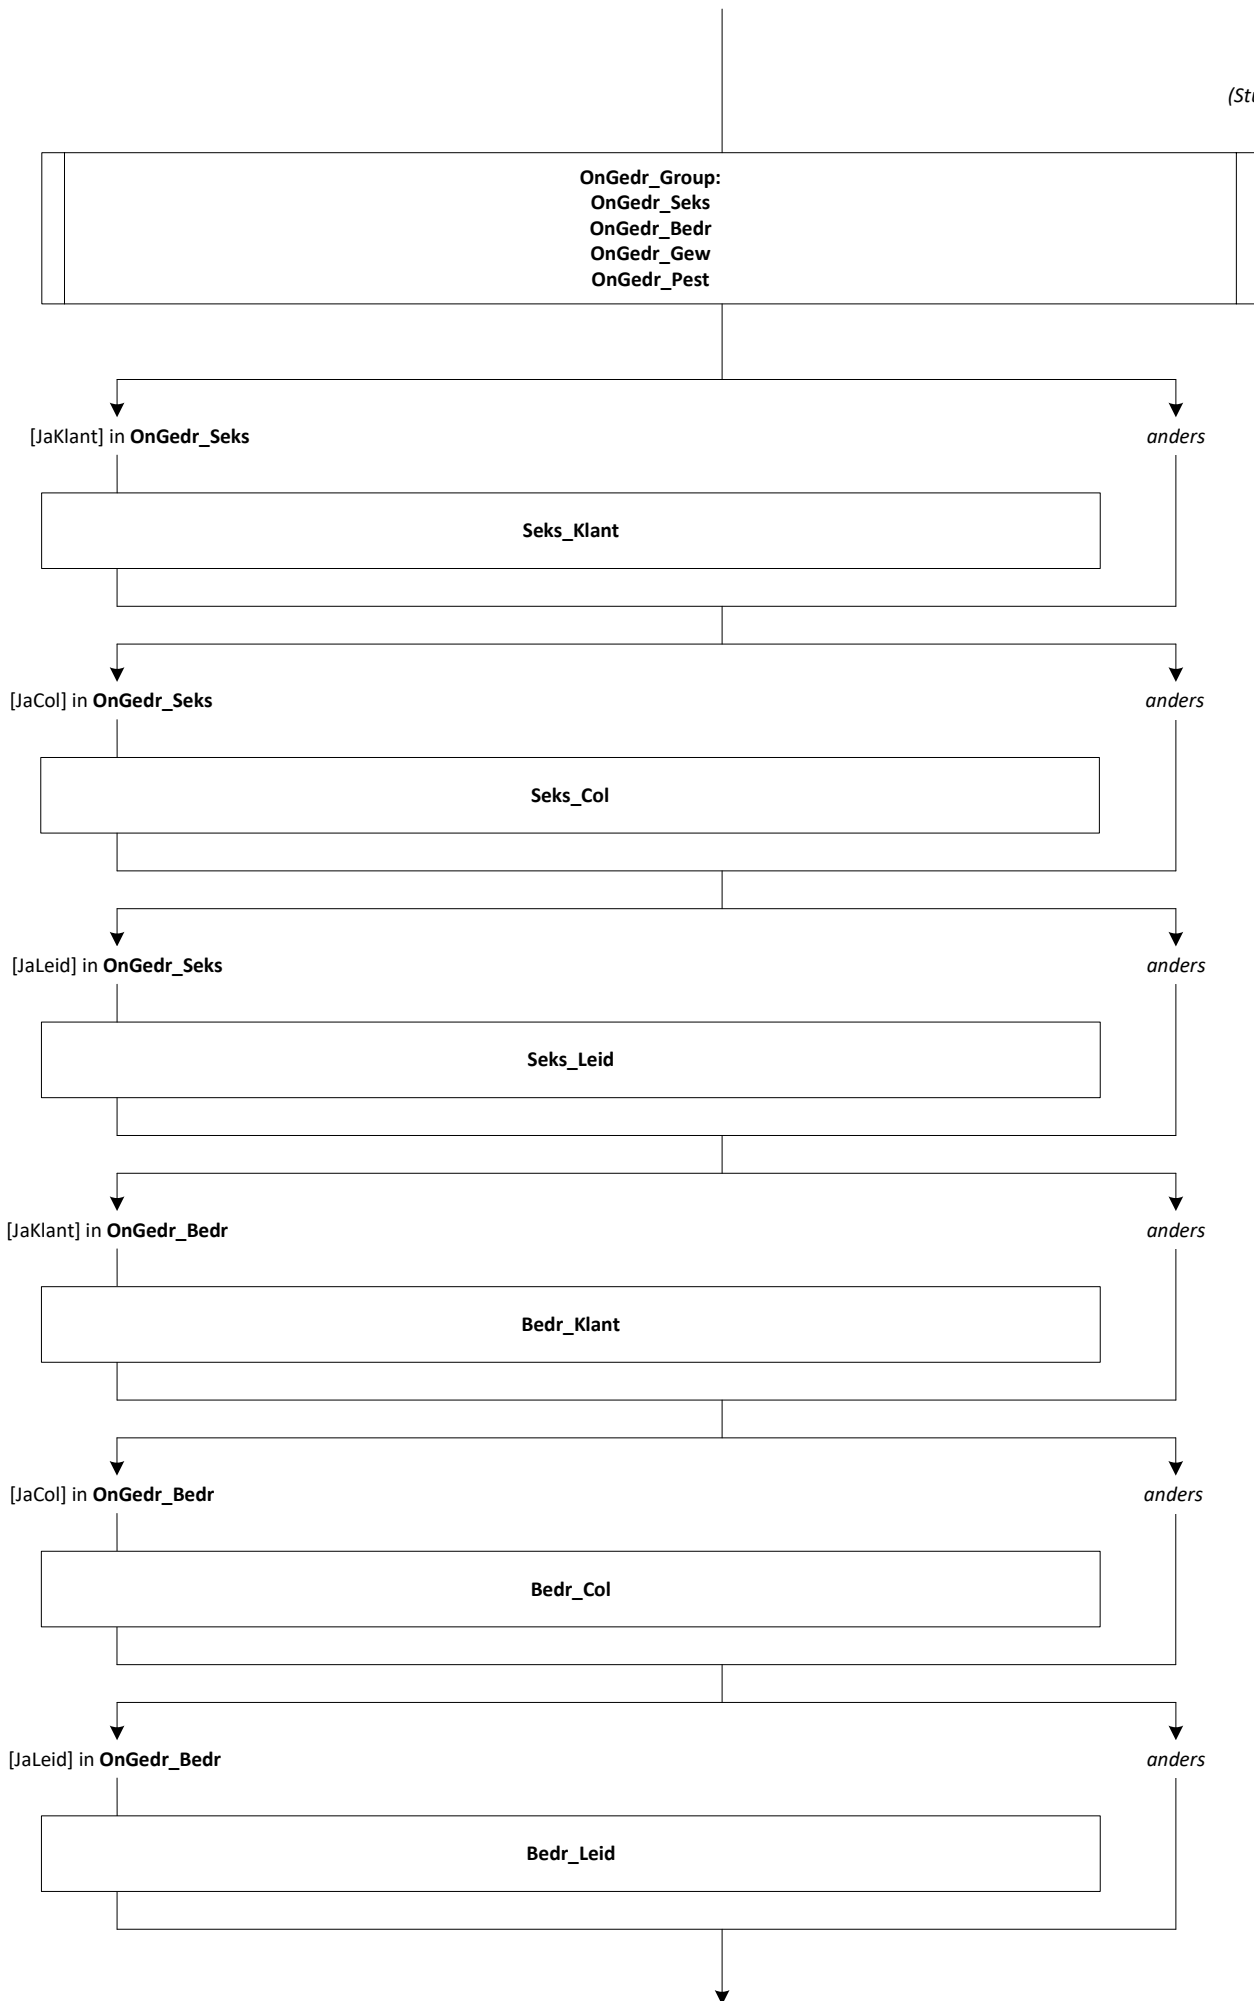 (Stu
OnGedr_Group:
OnGedr_Seks
OnGedr_Bedr
OnGedr_Gew
OnGedr_Pest
[JaKlant] in OnGedr_Seks
anders
Seks_Klant
[JaCol] in OnGedr_Seks
anders
Seks_Col
[JaLeid] in OnGedr_Seks
anders
Seks_Leid
[JaKlant] in OnGedr_Bedr
anders
Bedr_Klant
[JaCol] in OnGedr_Bedr
anders
Bedr_Col
[JaLeid] in OnGedr_Bedr
anders
Bedr_Leid